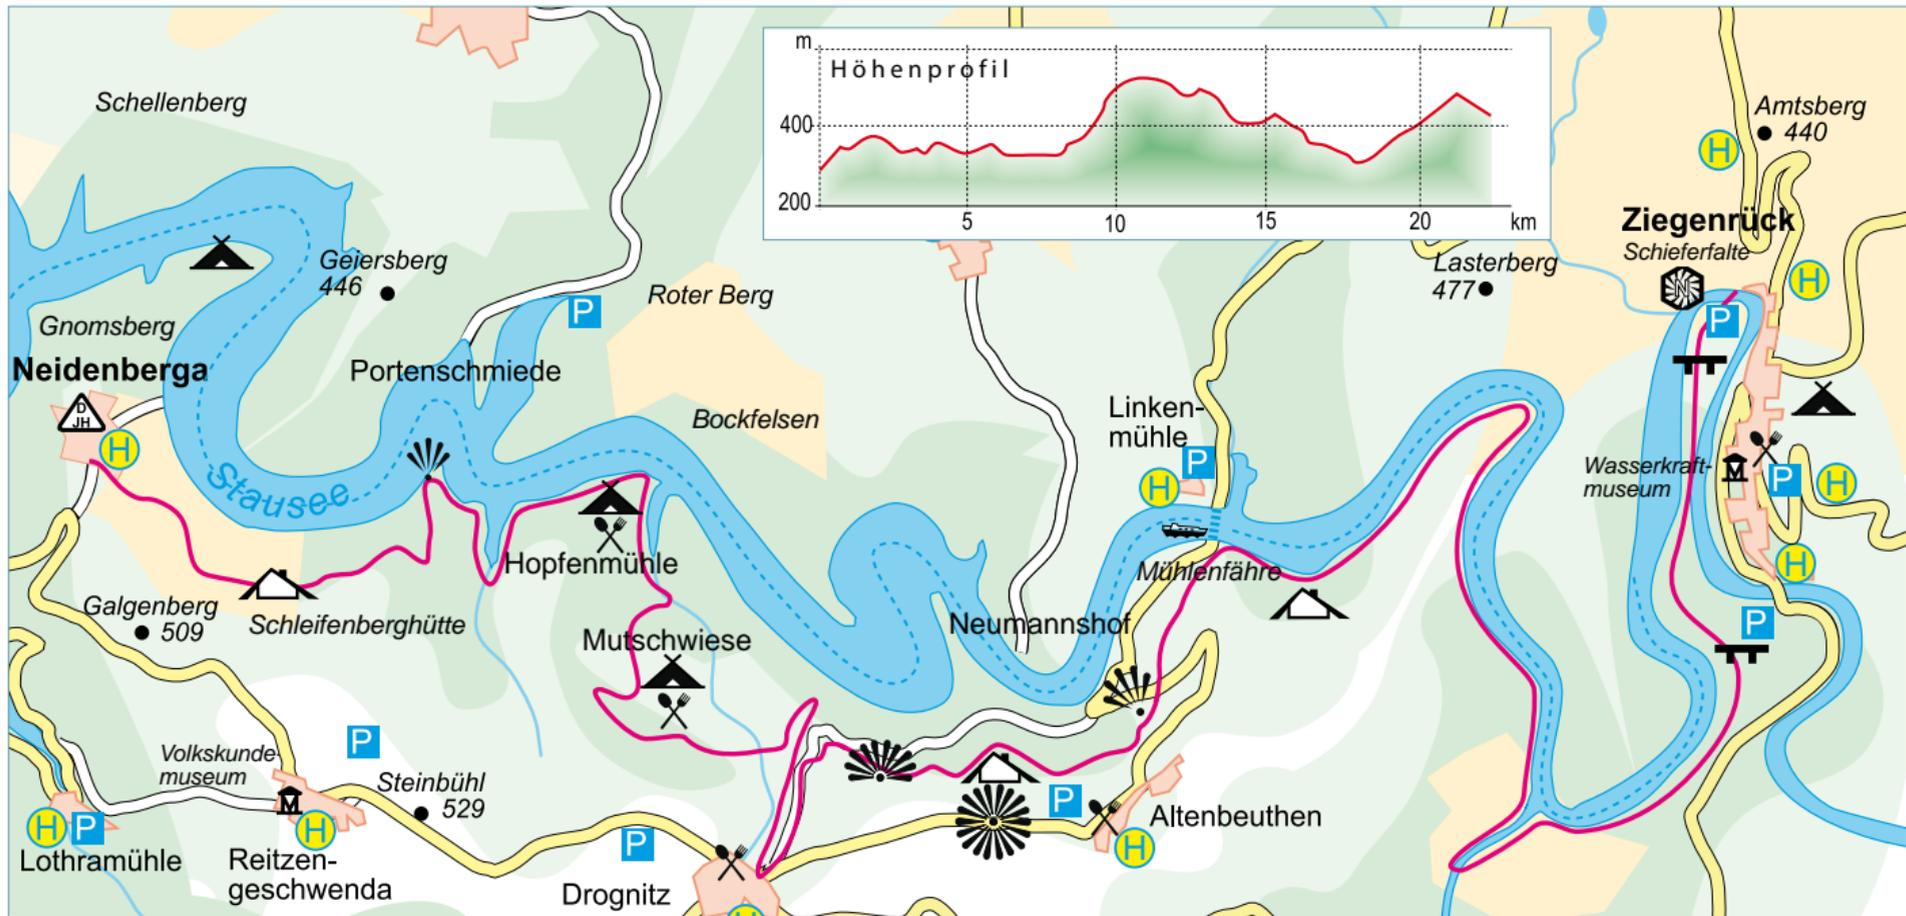 m
Höhenprofil
400
200
5
10
15
20
km
Schellenberg
Amtsberg
440
H
Ziegenrück
Schieferfalte
N
H
P
Geiersberg
446
P
Roter Berg
Lasterberg
477
Gnomsberg
Neidenberga
D
JH
H
Portenschmiede
Bockfelsen
Linken-
mühle
P
H
Wasserkraft-
museum
M
P
H
Stausee
Hopfenmühle
Mühlenfähre
H
Galgenberg
509
Schleifenberghütte
Mutschwiese
Neumannshof
P
Volkskunde-
museum
P
Steinbühl
529
M
H
P
Lothramühle
H
Reitzen-
geschwenda
P
Drognitz
H
P
Altenbeuthen
H